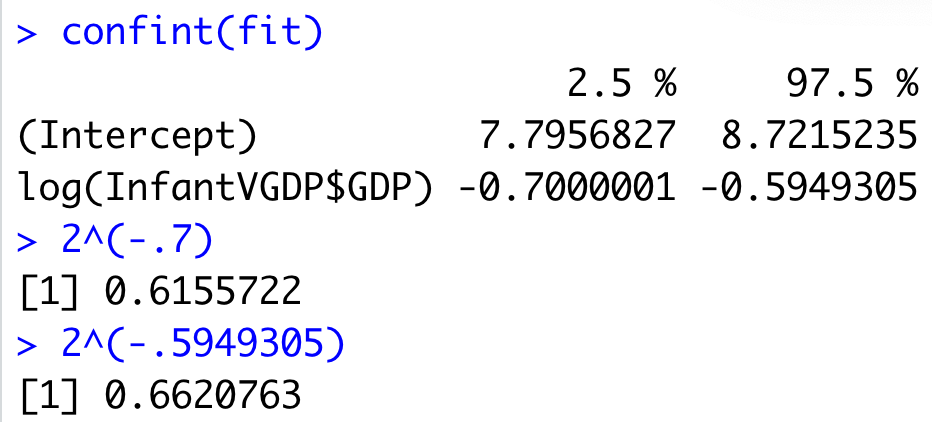 > confint(fit)
2.5 % 97.5 %
(Intercept) 7.7956827 8.7215235
log(InfantVGDP$GDP) -0.7000001 -0.5949305
> 2^(-.7)
[1] 0.6155722
> 2^(-.5949305)
[1] 0.6620763